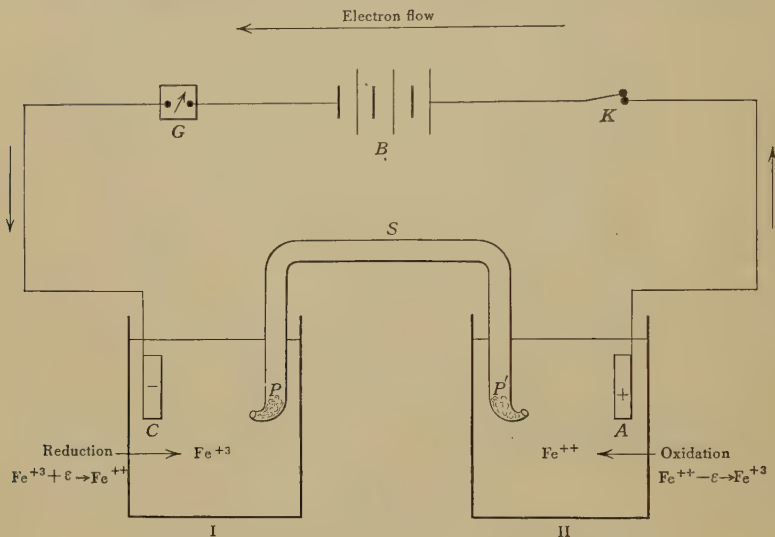 Electron flow
G
B
K
S
P
P′
−
+
C
A
Reduction
Fe⁺³
Fe⁺³+ε→Fe⁺⁺
Fe⁺⁺
Oxidation
Fe⁺⁺—ε→Fe⁺³
I
II